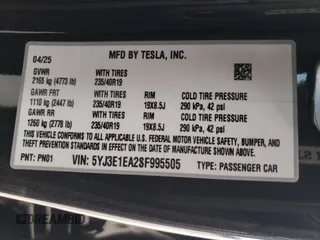 MFD BY TESLA, INC.
04/25
GVWR WITH TIRES
2165 kg (4773 lb) 235/40R19
GAWR FRT WITH TIRES RIM COLD TIRE PRESSURE
1110 kg (2447 lb) 235/40R19 19X8.5J 290 kPa, 42 psi
GAWR RR WITH TIRES RIM COLD TIRE PRESSURE
1260 kg (2778 lb) 235/40R19 19X8.5J 290 kPa, 42 psi
THIS VEHICLE CONFORMS TO ALL APPLICABLE U.S. FEDERAL MOTOR VEHICLE SAFETY AND
THEFT PREVENTION STANDARDS IN EFFECT ON THE DATE OF MANUFACTURE SHOWN ABOVE.
PNT: PN01 VIN: 5YJ3E1EA2SF995505 TYPE: PASSENGER CAR